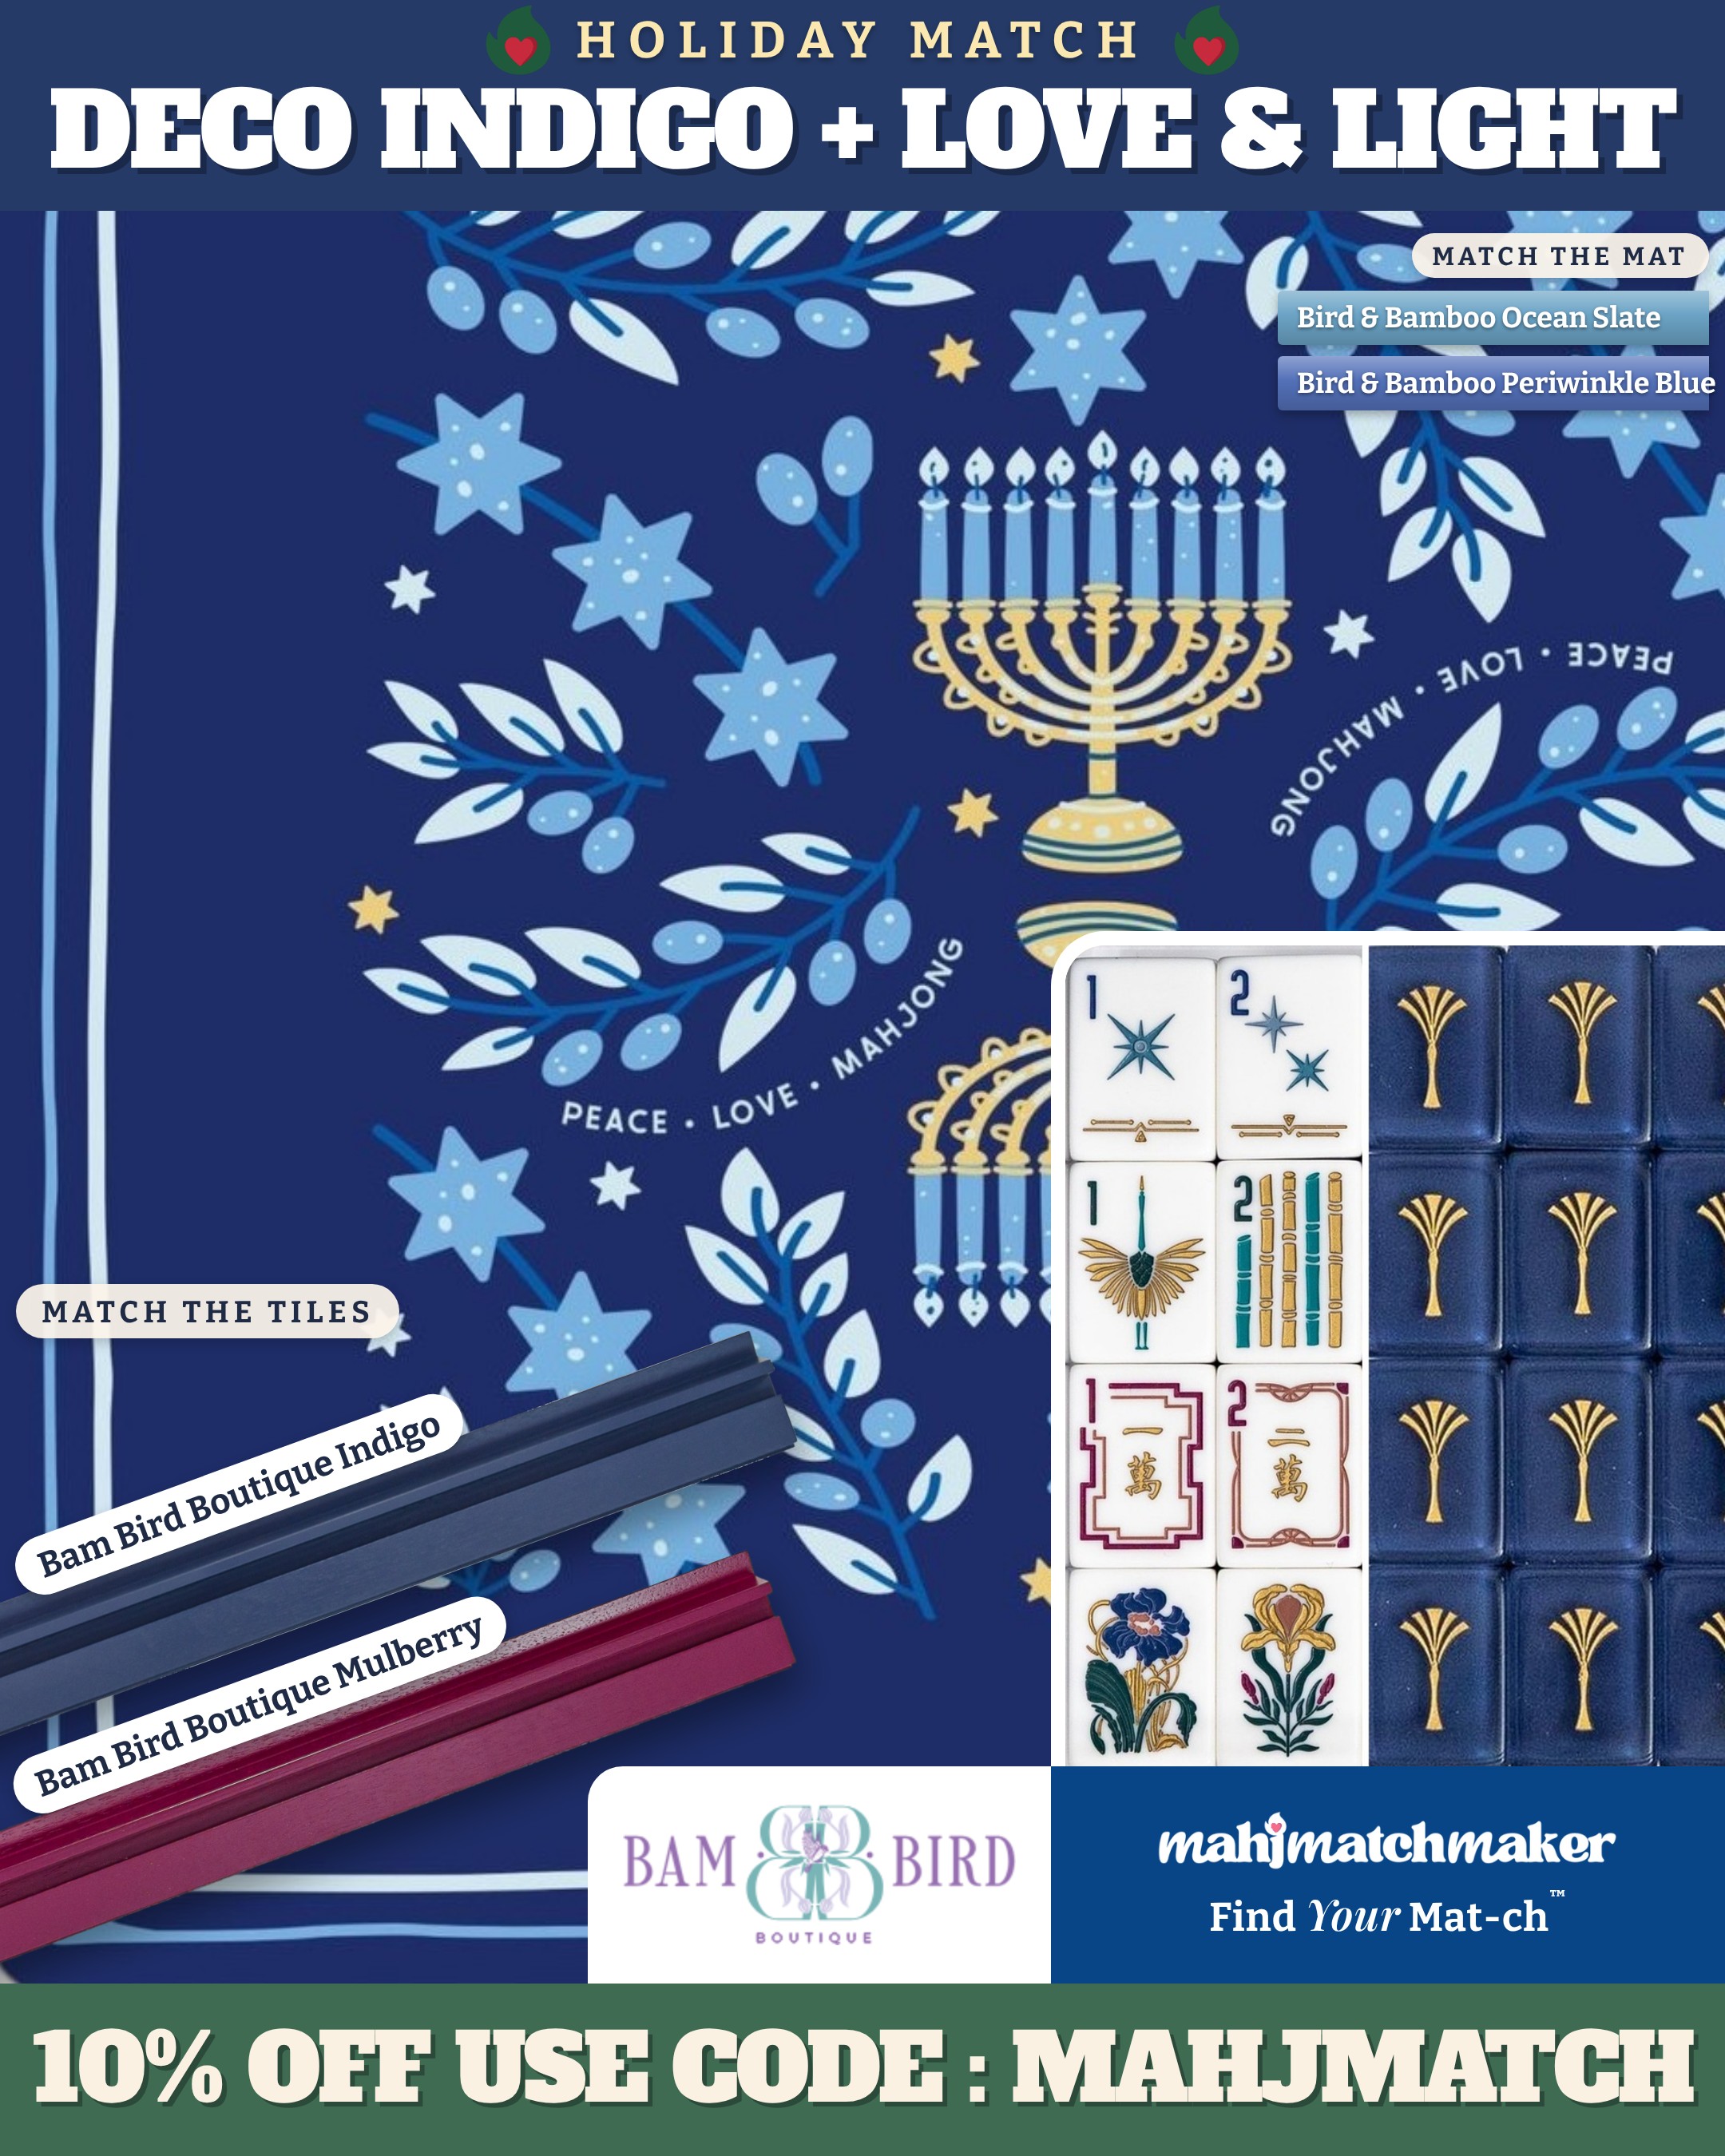 HOLIDAY MATCH
DECO INDIGO + LOVE & LIGHT
MATCH THE MAT
Bird & Bamboo Ocean Slate
Bird & Bamboo Periwinkle Blue
PEACE • LOVE • MAHJONG
PEACE • LOVE • MAHJONG
1
2
1
2
1
2
一
二
萬
萬
MATCH THE TILES
Bam Bird Boutique Indigo
Bam Bird Boutique Mulberry
BAM BIRD
BOUTIQUE
mahjmatchmaker
Find Your Mat-ch™
10% OFF USE CODE : MAHJMATCH